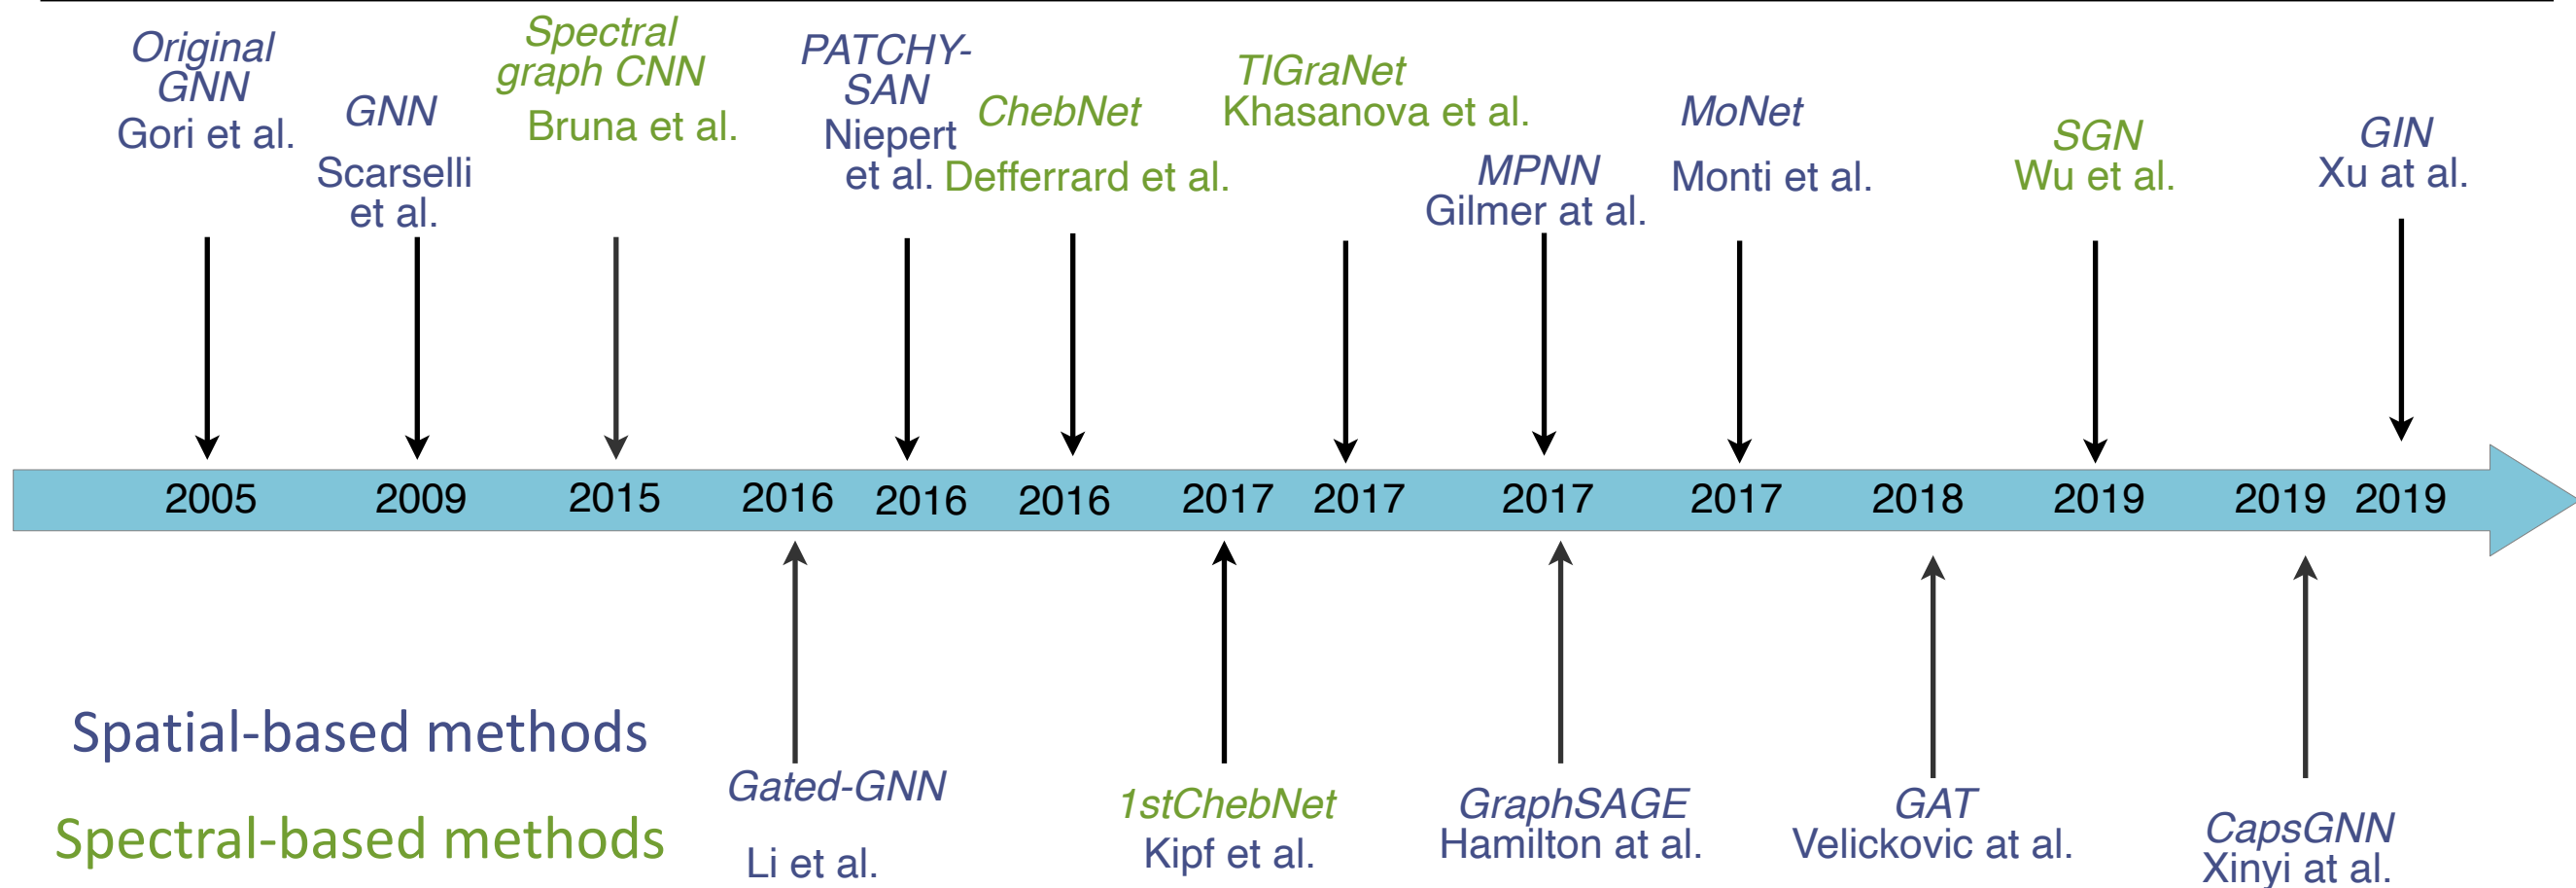 Original
GNN
Gori et al.
GNN
Scarselli
et al.
Spectral
graph CNN
Bruna et al.
PATCHY-
SAN
Niepert
et al.
ChebNet
Defferrard et al.
TIGraNet
Khasanova et al.
MPNN
Gilmer at al.
MoNet
Monti et al.
SGN
Wu et al.
GIN
Xu at al.
2005 2009 2015 2016 2016 2016 2017 2017 2017 2017 2018 2019 2019 2019
Spatial-based methods
Spectral-based methods
Gated-GNN
Li et al.
1stChebNet
Kipf et al.
GraphSAGE
Hamilton at al.
GAT
Velickovic at al.
CapsGNN
Xinyi at al.